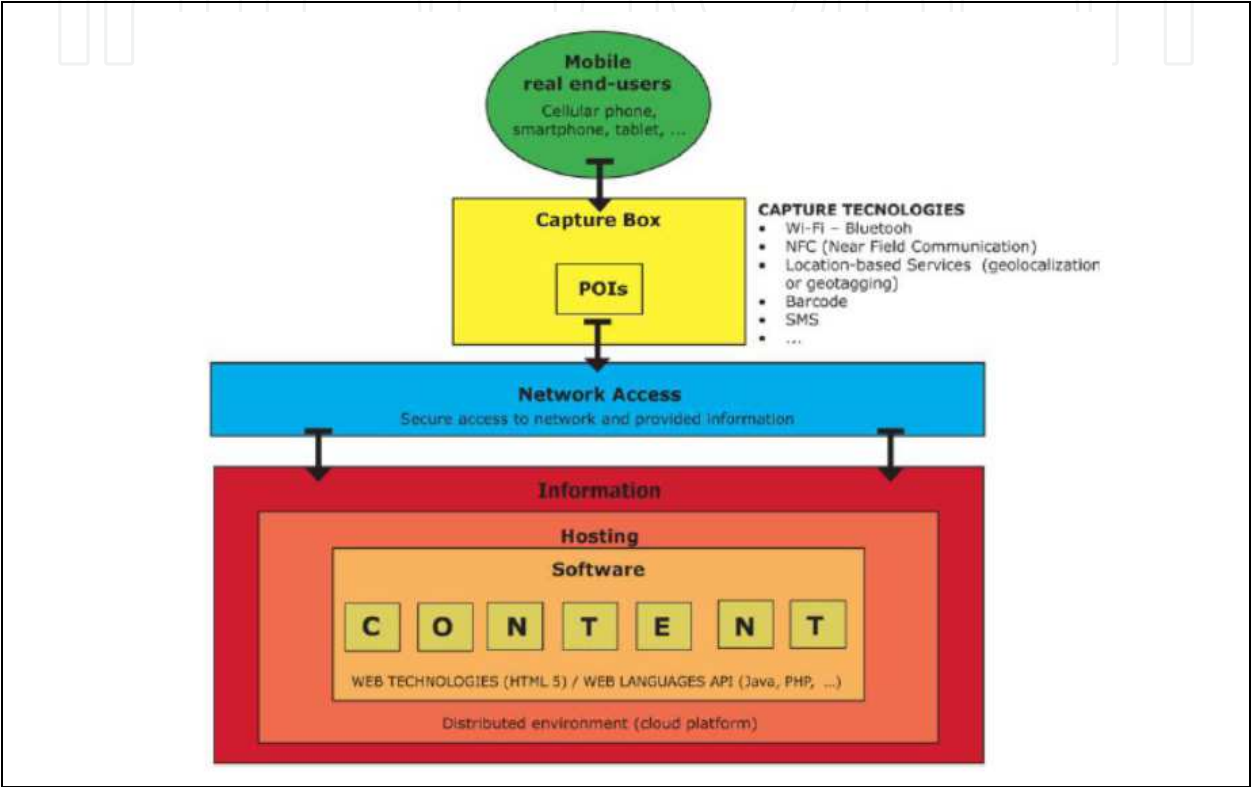 Mobile
real end-users
Cellular phone,
smartphone, tablet, ...
Capture Box
POIs
CAPTURE TECNOLOGIES
• Wi-Fi – Bluetooh
• NFC (Near Field Communication)
• Location-based Services (geolocalization
or geotagging)
• Barcode
• SMS
• ...
Network Access
Secure access to network and provided information
Information
Hosting
Software
C O N T E N T
WEB TECHNOLOGIES (HTML 5) / WEB LANGUAGES API (Java, PHP, ...)
Distributed environment (cloud platform)